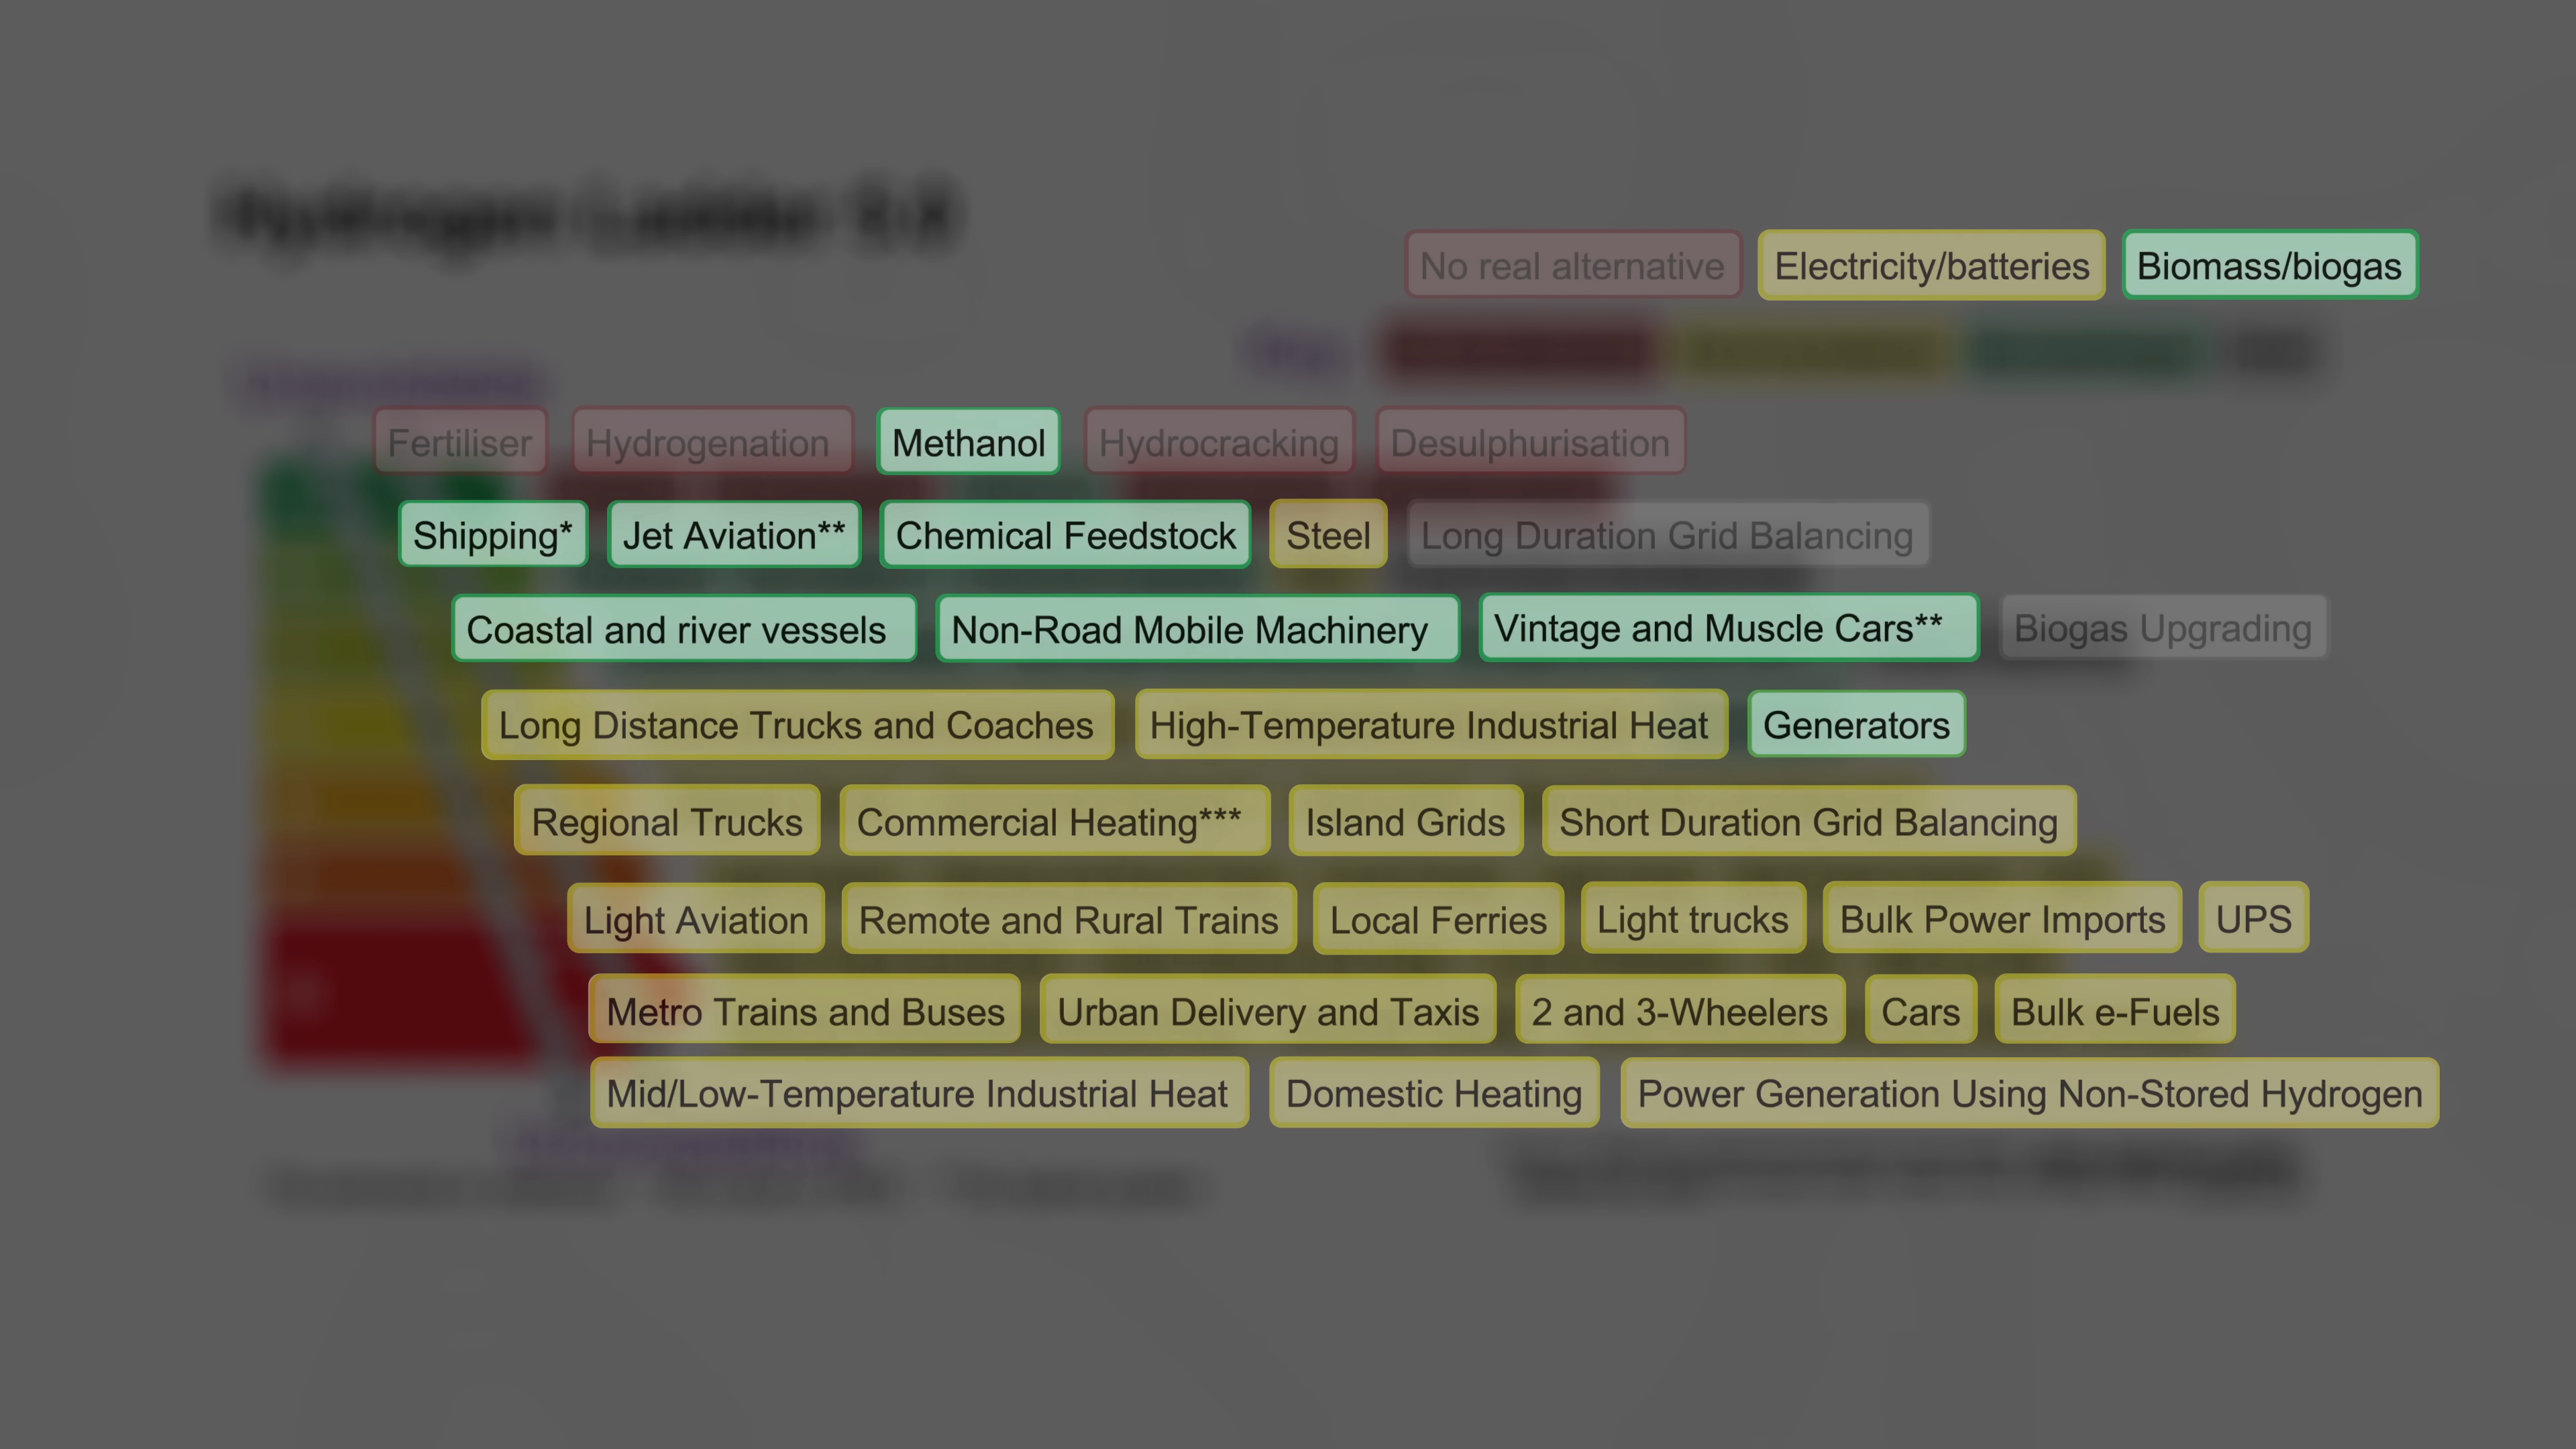 No real alternative Electricity/batteries Biomass/biogas
Fertiliser Hydrogenation Methanol Hydrocracking Desulphurisation
Shipping* Jet Aviation** Chemical Feedstock Steel Long Duration Grid Balancing
Coastal and river vessels Non-Road Mobile Machinery Vintage and Muscle Cars** Biogas Upgrading
Long Distance Trucks and Coaches High-Temperature Industrial Heat Generators
Regional Trucks Commercial Heating*** Island Grids Short Duration Grid Balancing
Light Aviation Remote and Rural Trains Local Ferries Light trucks Bulk Power Imports UPS
Metro Trains and Buses Urban Delivery and Taxis 2 and 3-Wheelers Cars Bulk e-Fuels
Mid/Low-Temperature Industrial Heat Domestic Heating Power Generation Using Non-Stored Hydrogen